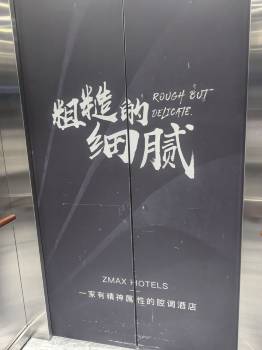 粗糙的
ROUGH BUT
DELICATE.
细腻
ZMAX HOTELS
一家有精神属性的腔调酒店